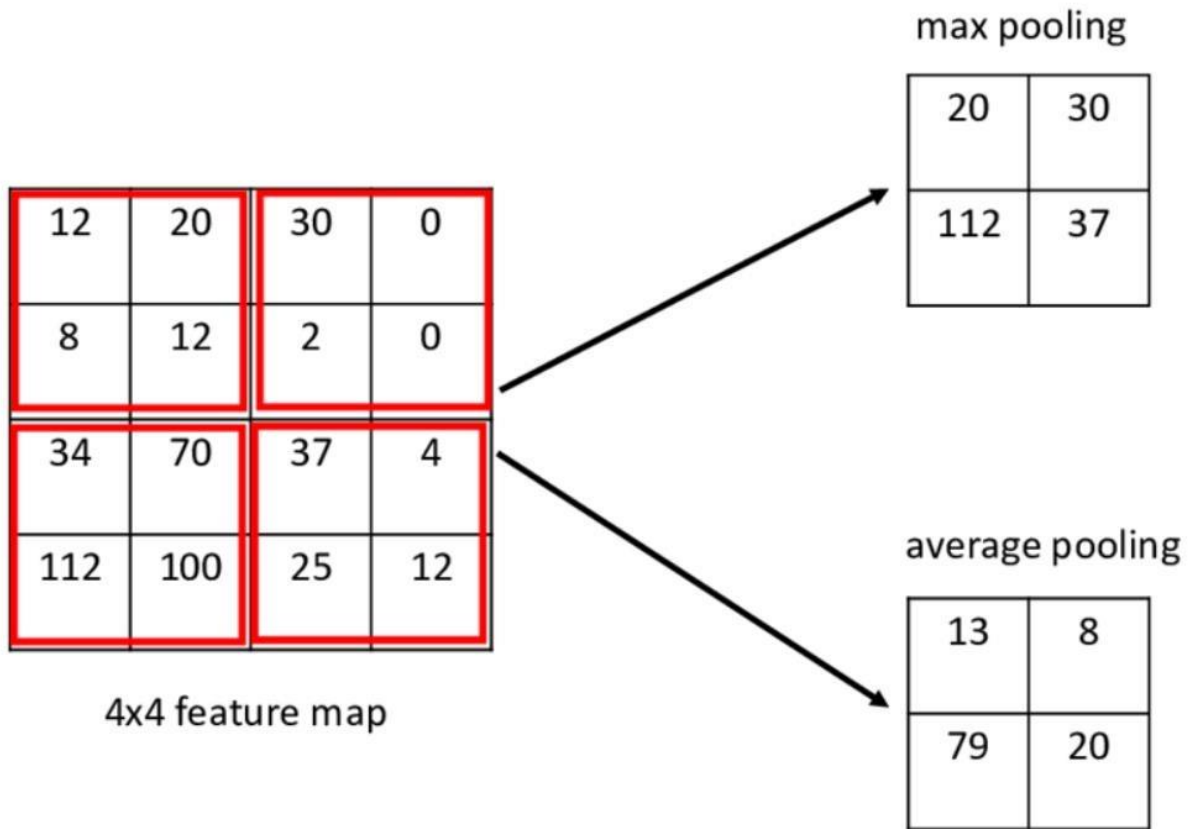 max pooling
20 30
112 37
12 20 30 0
8 12 2 0
34 70 37 4
112 100 25 12
4x4 feature map
average pooling
13 8
79 20